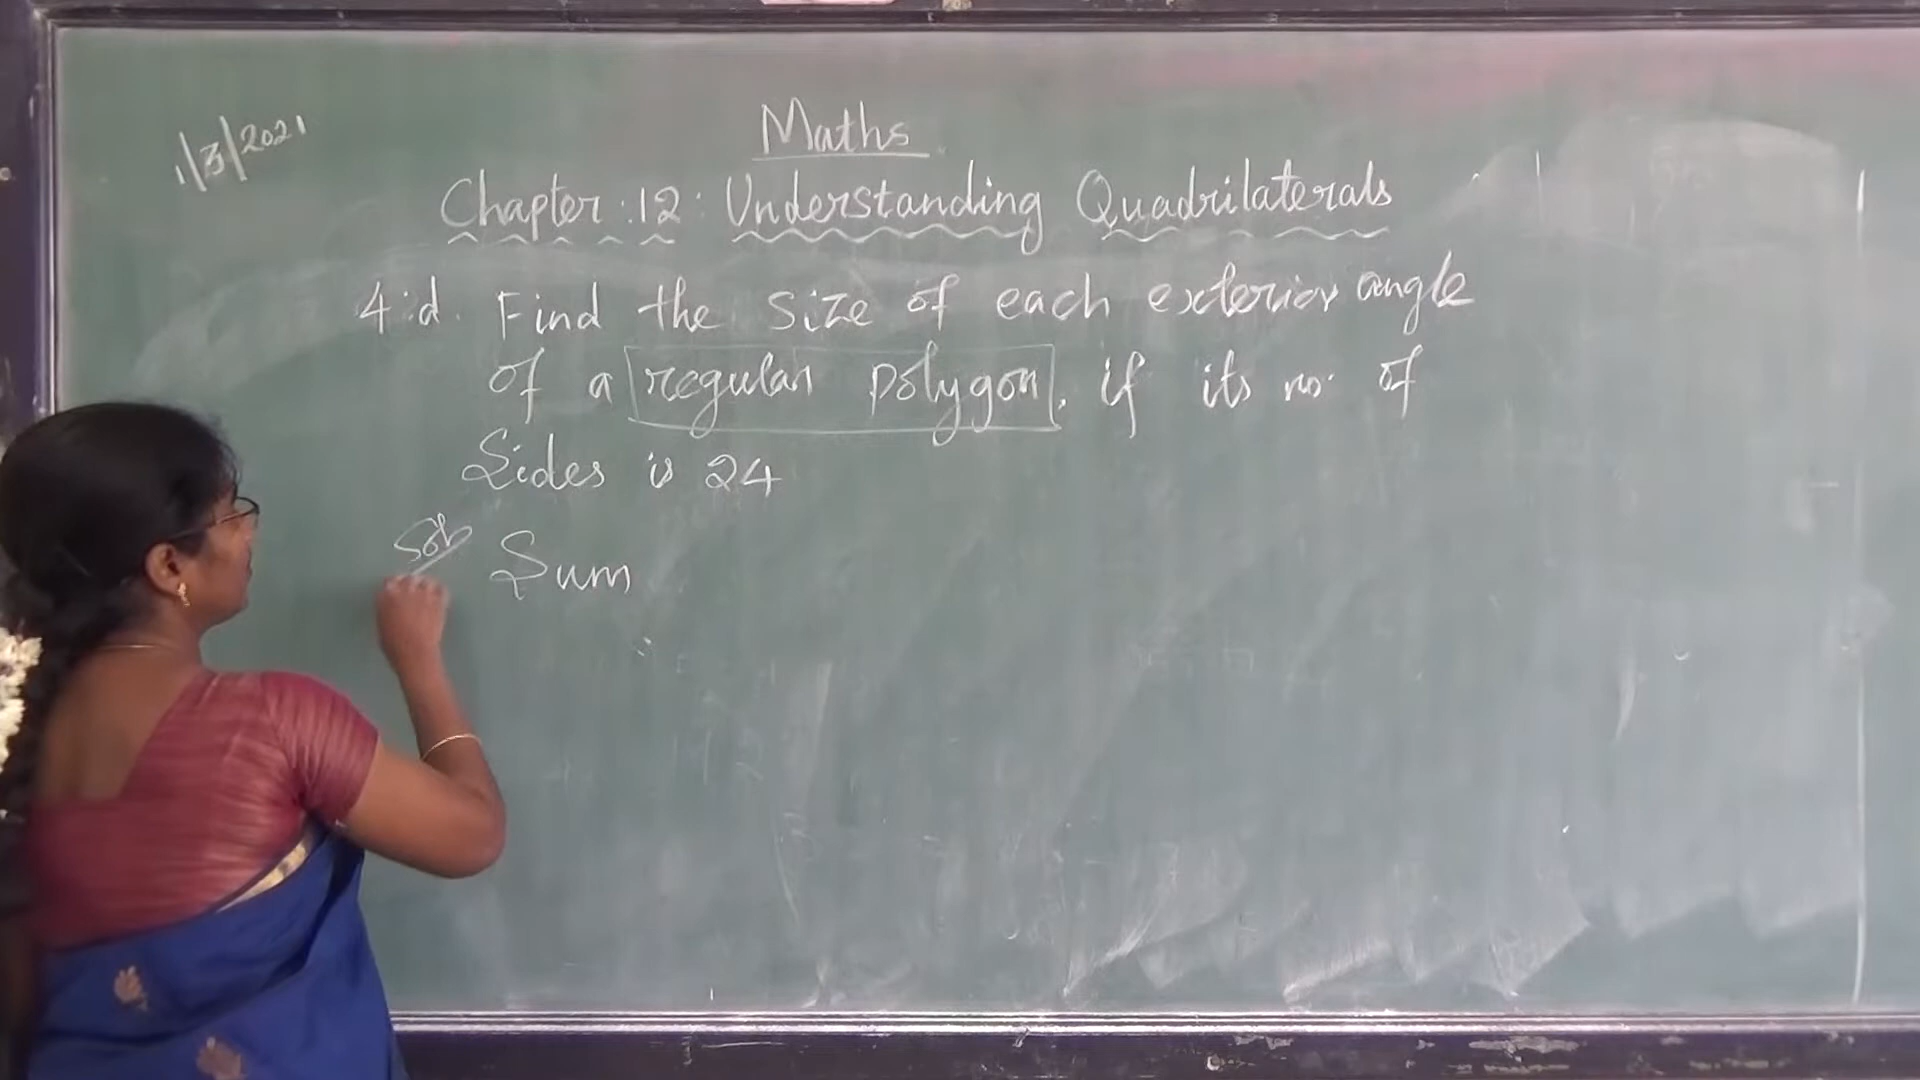 1/3/2021
Maths
Chapter:12: Understanding Quadrilaterals
4.d. Find the size of each exterior angle
of a regular polygon, if its no. of
Sides is 24
Soln Sum